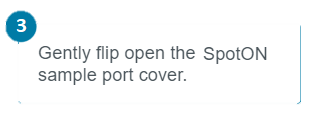 3
Gently flip open the SpotON
sample port cover.